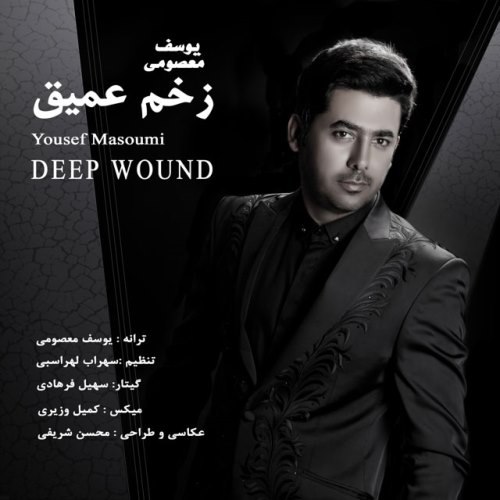 یوسف
معصومی
زخم عمیق
Yousef Masoumi
DEEP WOUND
ترانه : یوسف معصومی
تنظیم :سهراب لهراسبی
گیتار: سهیل فرهادی
میکس : کمیل وزیری
عکاسی و طراحی : محسن شریفی